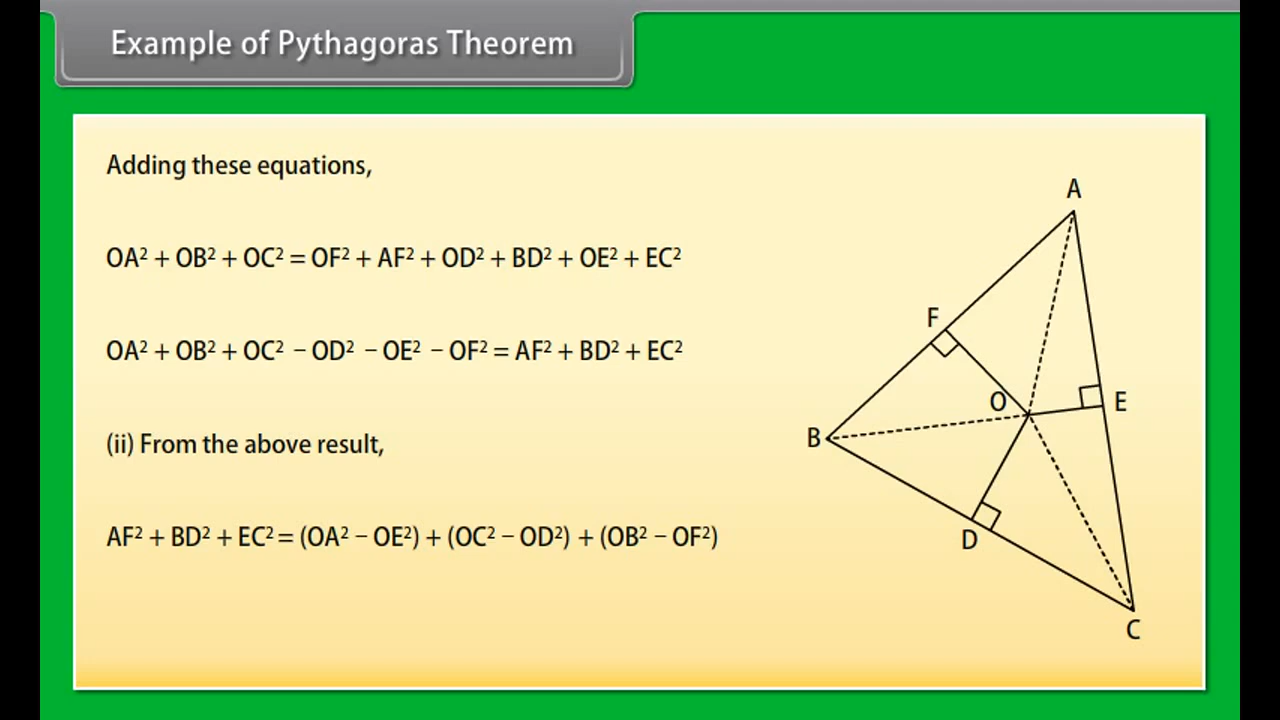 Example of Pythagoras Theorem
Adding these equations,
OA² + OB² + OC² = OF² + AF² + OD² + BD² + OE² + EC²
OA² + OB² + OC² − OD² − OE² − OF² = AF² + BD² + EC²
(ii) From the above result,
AF² + BD² + EC² = (OA² − OE²) + (OC² − OD²) + (OB² − OF²)
A
F
O
E
B
D
C